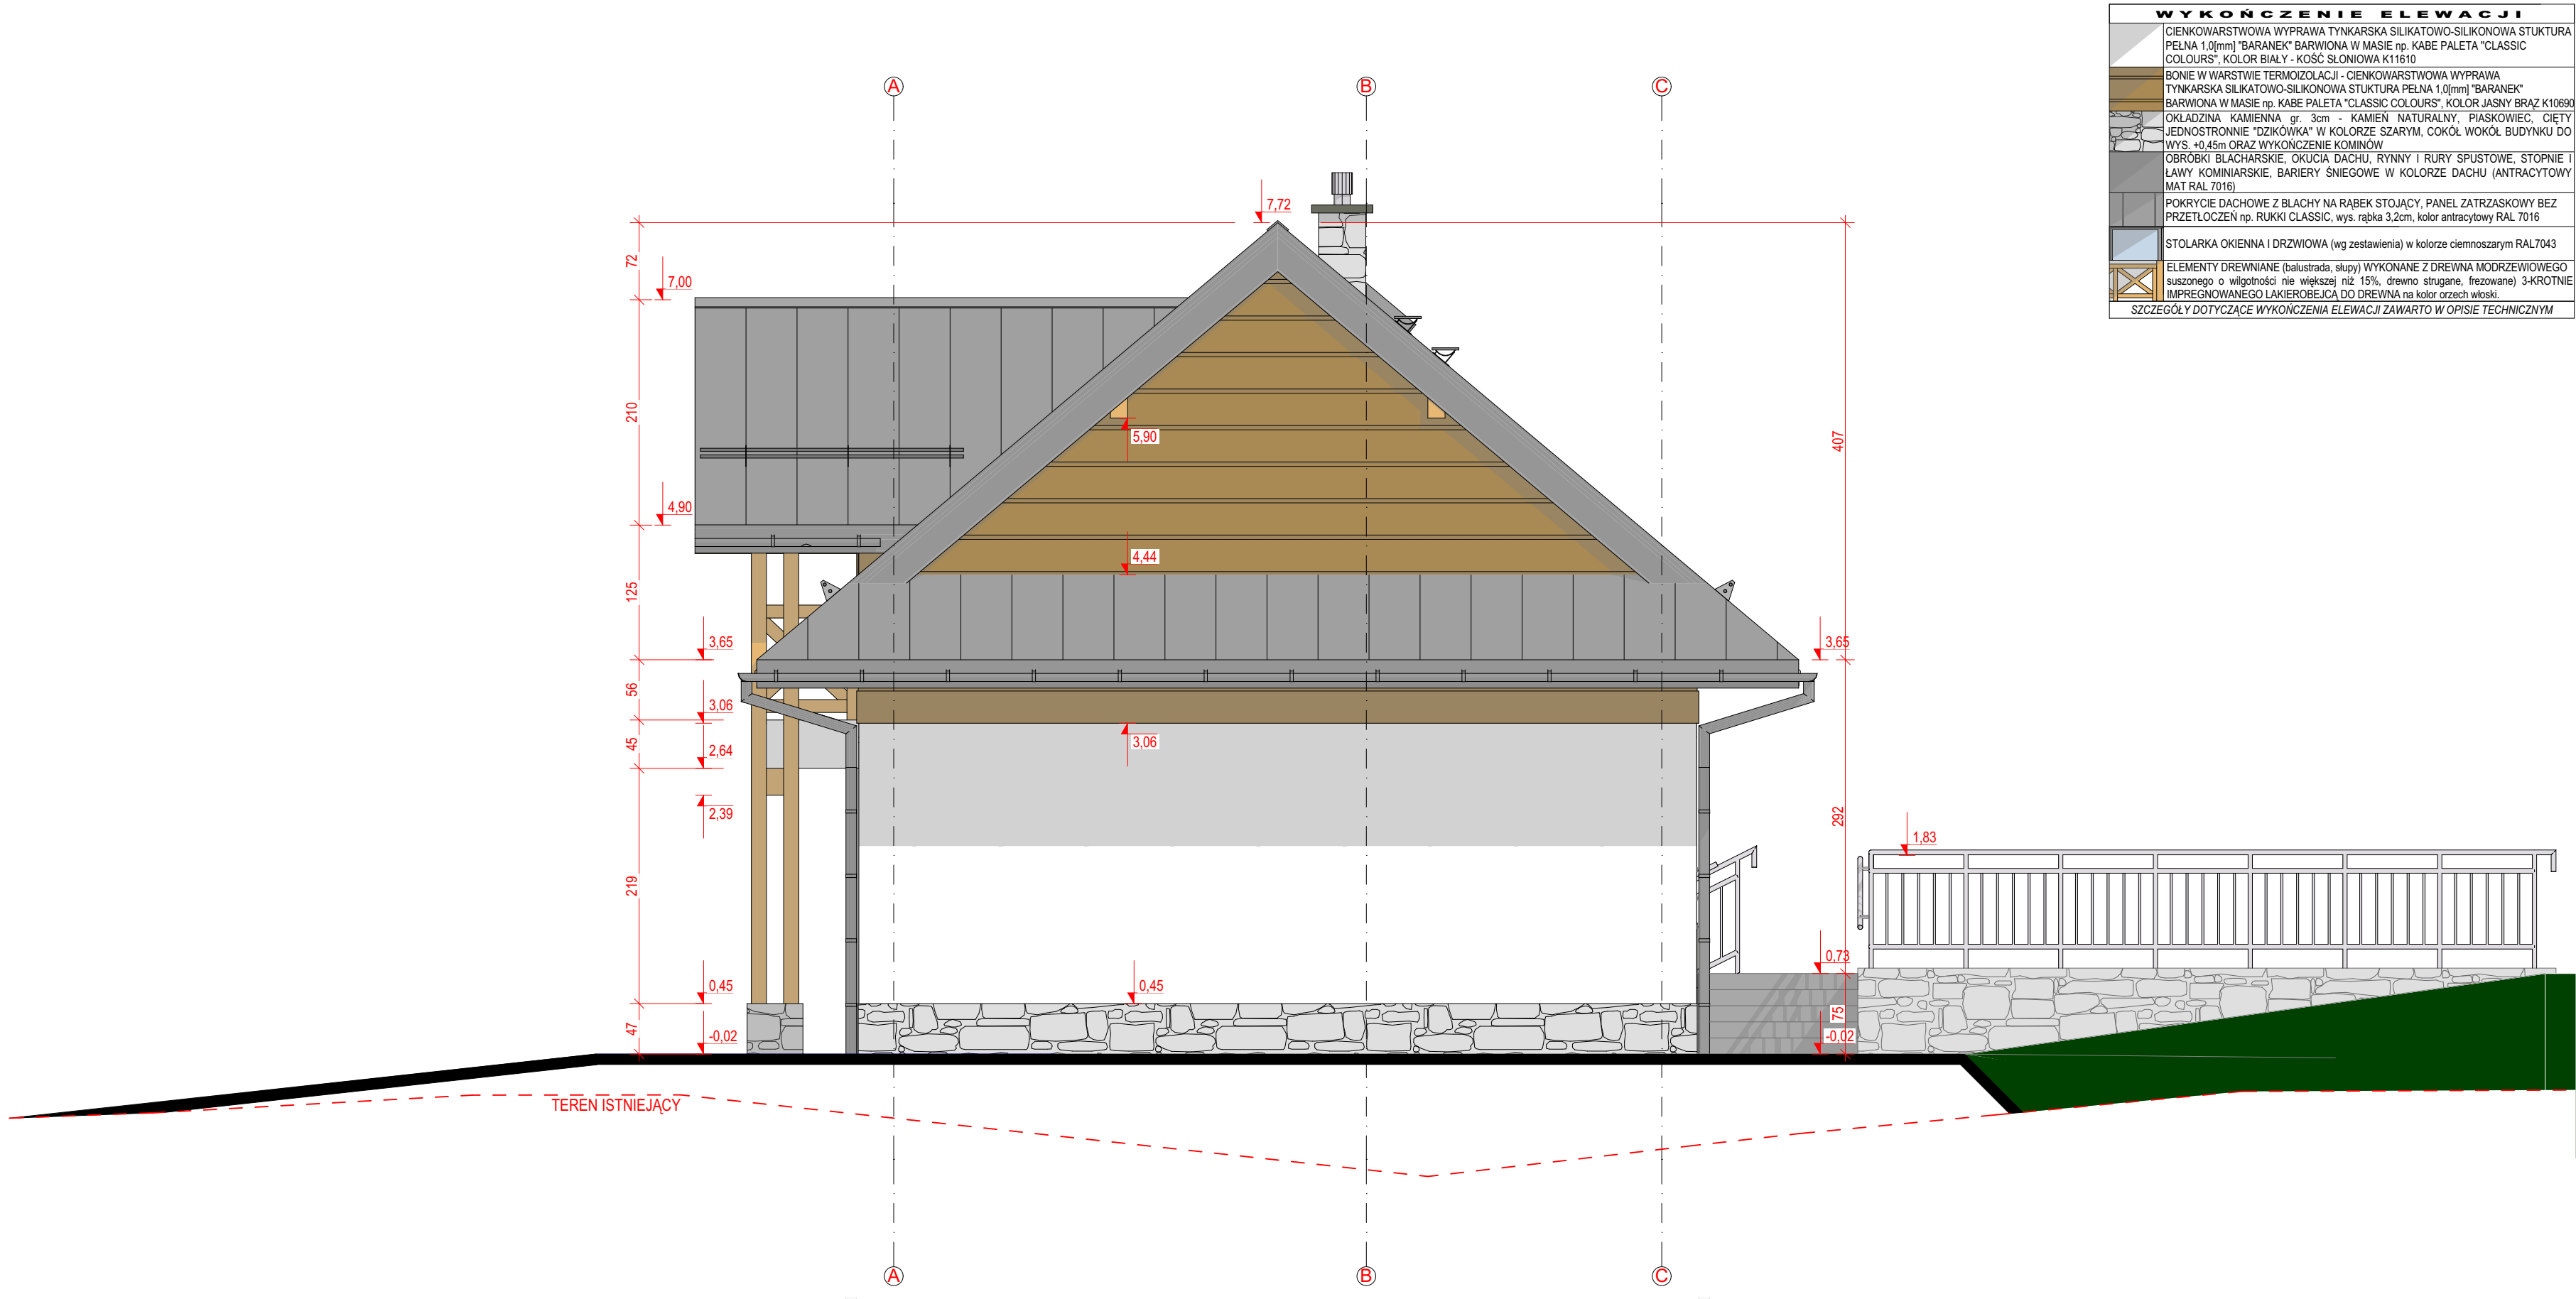 WYKOŃCZENIE ELEWACJI
CIENKOWARSTWOWA WYPRAWA TYNKARSKA SILIKATOWO-SILIKONOWA STUKTURA
PEŁNA 1,0[mm] "BARANEK" BARWIONA W MASIE np. KABE PALETA "CLASSIC
COLOURS", KOLOR BIAŁY - KOŚĆ SŁONIOWA K11610
BONIE W WARSTWIE TERMOIZOLACJI - CIENKOWARSTWOWA WYPRAWA
TYNKARSKA SILIKATOWO-SILIKONOWA STUKTURA PEŁNA 1,0[mm] "BARANEK"
BARWIONA W MASIE np. KABE PALETA "CLASSIC COLOURS", KOLOR JASNY BRĄZ K10690
OKŁADZINA KAMIENNA gr. 3cm - KAMIEŃ NATURALNY, PIASKOWIEC, CIĘTY
JEDNOSTRONNIE "DZIKÓWKA" W KOLORZE SZARYM, COKÓŁ WOKÓŁ BUDYNKU DO
WYS. +0,45m ORAZ WYKOŃCZENIE KOMINÓW
OBRÓBKI BLACHARSKIE, OKUCIA DACHU, RYNNY I RURY SPUSTOWE, STOPNIE I
ŁAWY KOMINIARSKIE, BARIERY ŚNIEGOWE W KOLORZE DACHU (ANTRACYTOWY
MAT RAL 7016)
POKRYCIE DACHOWE Z BLACHY NA RĄBEK STOJĄCY, PANEL ZATRZASKOWY BEZ
PRZETŁOCZEŃ np. RUKKI CLASSIC, wys. rąbka 3,2cm, kolor antracytowy RAL 7016
STOLARKA OKIENNA I DRZWIOWA (wg zestawienia) w kolorze ciemnoszarym RAL7043
ELEMENTY DREWNIANE (balustrada, słupy) WYKONANE Z DREWNA MODRZEWIOWEGO
suszonego o wilgotności nie większej niż 15%, drewno strugane, frezowane) 3-KROTNIE
IMPREGNOWANEGO LAKIEROBEJCĄ DO DREWNA na kolor orzech włoski.
SZCZEGÓŁY DOTYCZĄCE WYKOŃCZENIA ELEWACJI ZAWARTO W OPISIE TECHNICZNYM
A
B
C
7,72
72
7,00
210
5,90
407
4,90
4,44
125
3,65
3,65
56
3,06
3,06
45
2,64
2,39
292
1,83
219
0,73
0,45
0,45
75
47
-0,02
-0,02
TEREN ISTNIEJĄCY
A
B
C